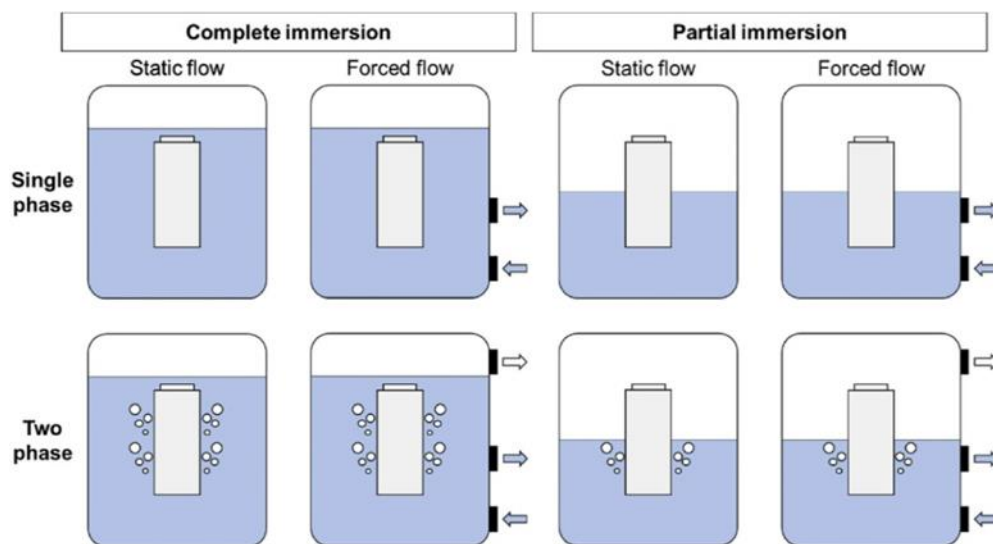 Complete immersion
Partial immersion
Static flow
Forced flow
Static flow
Forced flow
Single
phase
Two
phase